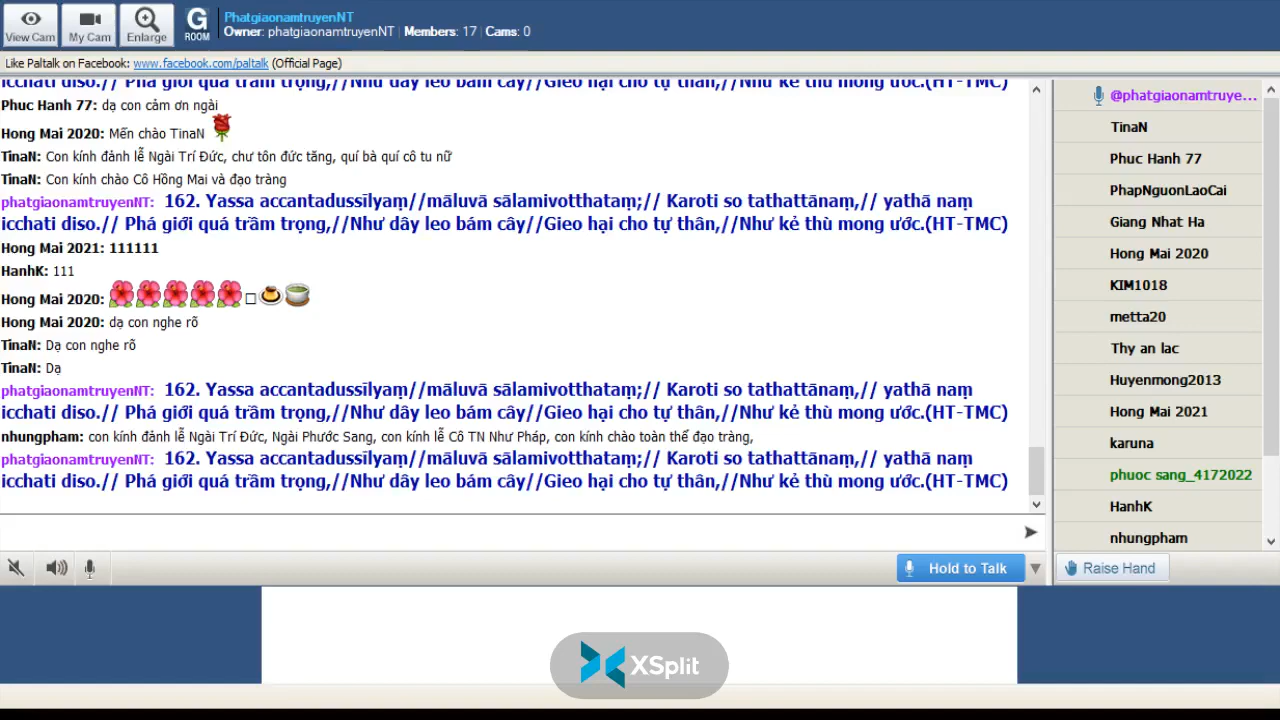 PhatgiaonamtruyenNT
Owner: phatgiaonamtruyenNT | Members: 17 | Cams: 0
View Cam
My Cam
Enlarge
G
ROOM
Like Paltalk on Facebook: www.facebook.com/paltalk (Official Page)
icchati diso.// Phá giới quá trầm trọng,//Như dây leo bám cây//Gieo hại cho tự thân,//Như kẻ thù mong ước.(HT-TMC)
Phuc Hanh 77: dạ con cảm ơn ngài
Hong Mai 2020: Mến chào TinaN
TinaN: Con kính đảnh lễ Ngài Trí Đức, chư tôn đức tăng, quí bà quí cô tu nữ
TinaN: Con kính chào Cô Hồng Mai và đạo tràng
phatgiaonamtruyenNT: 162. Yassa accantadussīlyaṃ//māluvā sālamivotthataṃ;// Karoti so tathattānaṃ,// yathā naṃ
icchati diso.// Phá giới quá trầm trọng,//Như dây leo bám cây//Gieo hại cho tự thân,//Như kẻ thù mong ước.(HT-TMC)
Hong Mai 2021: 111111
HanhK: 111
Hong Mai 2020:
Hong Mai 2020: dạ con nghe rõ
TinaN: Dạ con nghe rõ
TinaN: Dạ
phatgiaonamtruyenNT: 162. Yassa accantadussīlyaṃ//māluvā sālamivotthataṃ;// Karoti so tathattānaṃ,// yathā naṃ
icchati diso.// Phá giới quá trầm trọng,//Như dây leo bám cây//Gieo hại cho tự thân,//Như kẻ thù mong ước.(HT-TMC)
nhungpham: con kính đảnh lễ Ngài Trí Đức, Ngài Phước Sang, con kính lễ Cô TN Như Pháp, con kính chào toàn thể đạo tràng,
phatgiaonamtruyenNT: 162. Yassa accantadussīlyaṃ//māluvā sālamivotthataṃ;// Karoti so tathattānaṃ,// yathā naṃ
icchati diso.// Phá giới quá trầm trọng,//Như dây leo bám cây//Gieo hại cho tự thân,//Như kẻ thù mong ước.(HT-TMC)
@phatgiaonamtruye...
TinaN
Phuc Hanh 77
PhapNguonLaoCai
Giang Nhat Ha
Hong Mai 2020
KIM1018
metta20
Thy an lac
Huyenmong2013
Hong Mai 2021
karuna
phuoc sang_4172022
HanhK
nhungpham
Hold to Talk
Raise Hand
XSplit